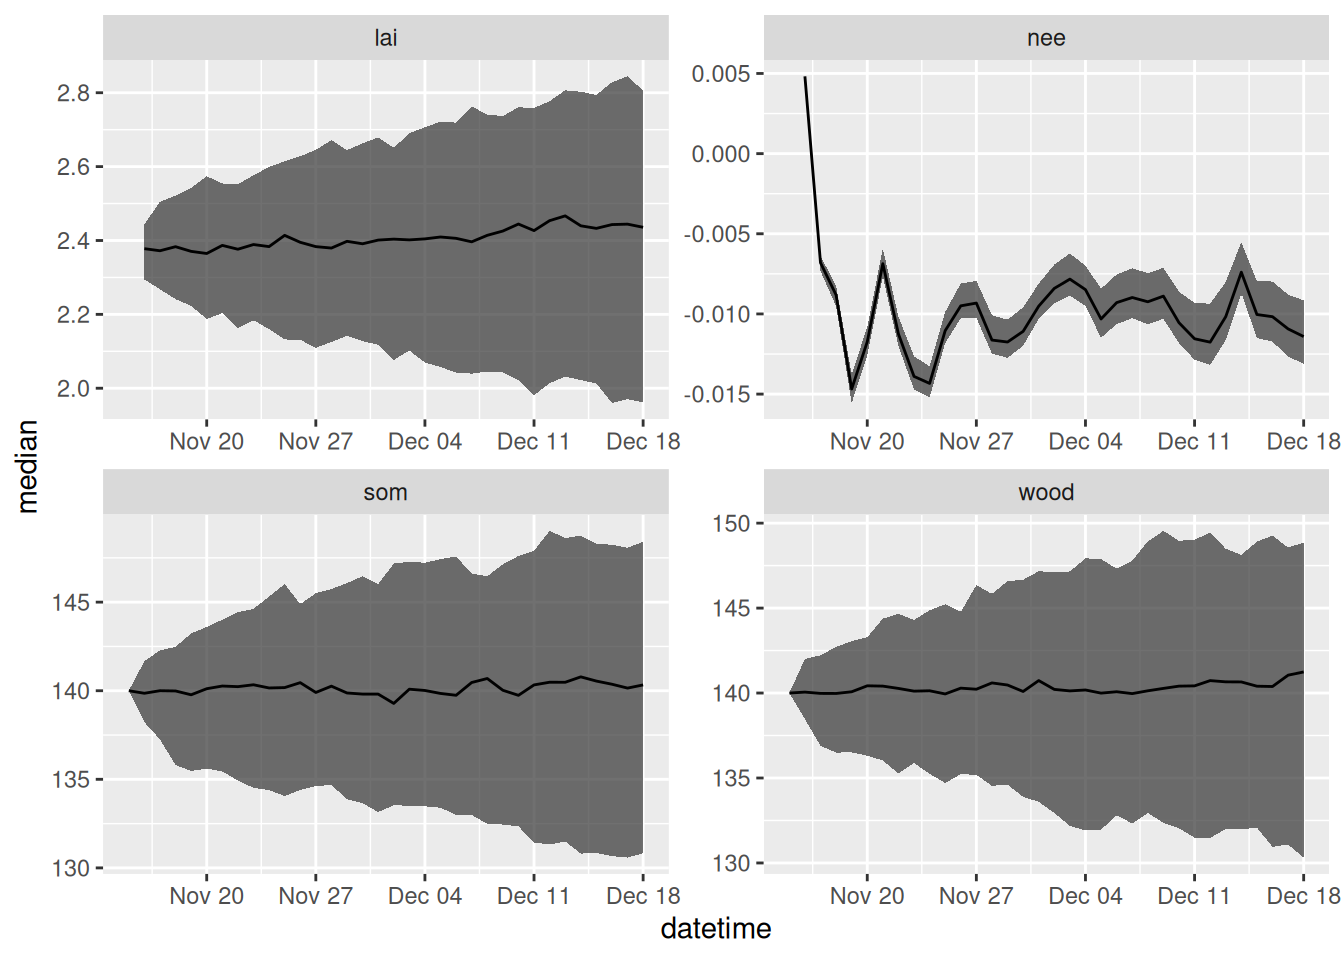 lai
nee
2.8
2.6
2.4
2.2
2.0
0.005
0.000
-0.005
-0.010
-0.015
Nov 20 Nov 27 Dec 04 Dec 11 Dec 18
Nov 20 Nov 27 Dec 04 Dec 11 Dec 18
median
som
wood
145
140
135
130
150
145
140
135
130
Nov 20 Nov 27 Dec 04 Dec 11 Dec 18
Nov 20 Nov 27 Dec 04 Dec 11 Dec 18
datetime